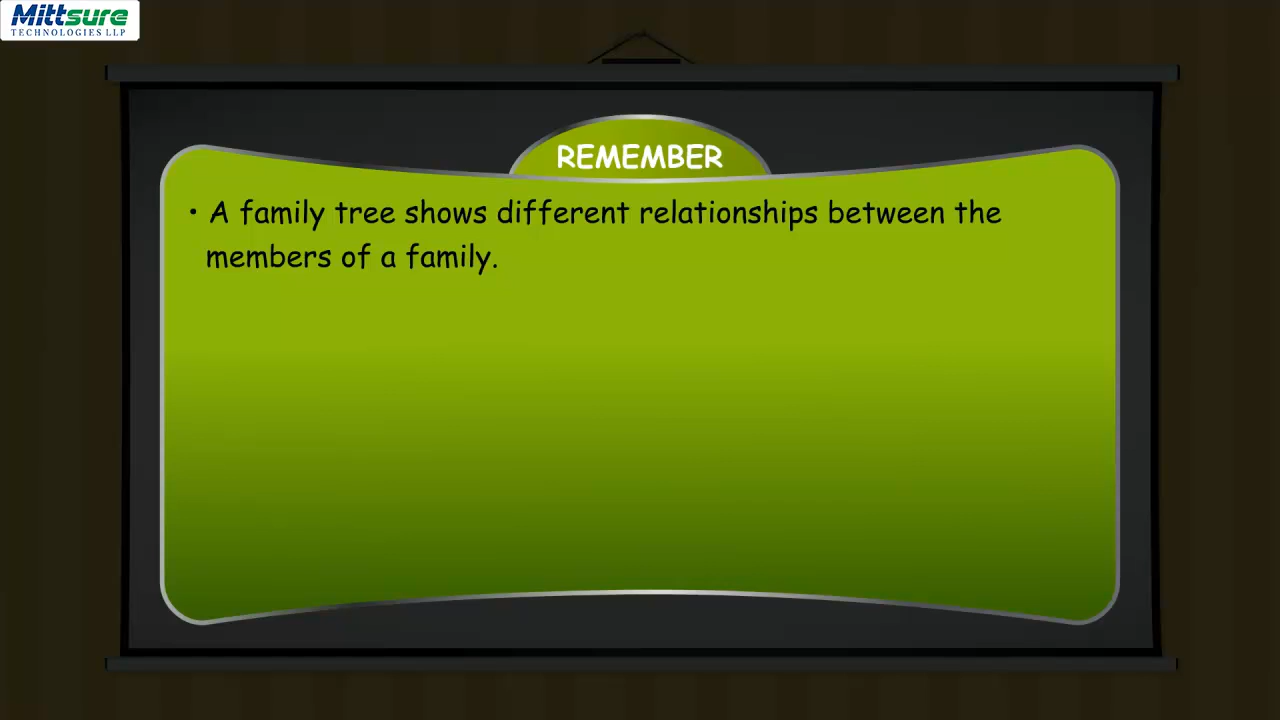 Mittsure
TECHNOLOGIES LLP
REMEMBER
• A family tree shows different relationships between the
members of a family.